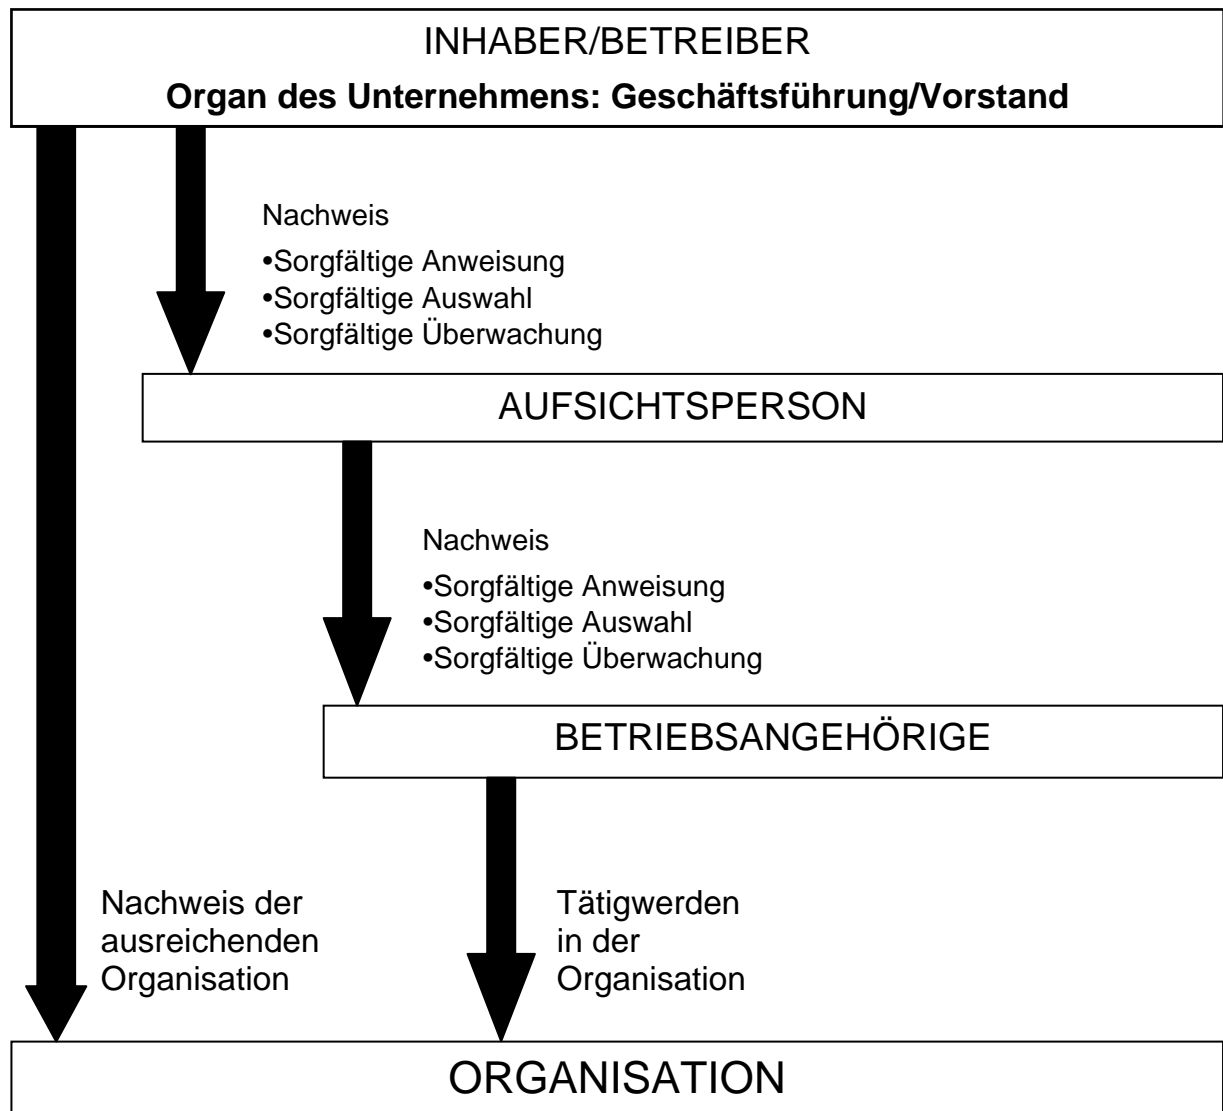 INHABER/BETREIBER
Organ des Unternehmens: Geschäftsführung/Vorstand
Nachweis
•Sorgfältige Anweisung
•Sorgfältige Auswahl
•Sorgfältige Überwachung
AUFSICHTSPERSON
Nachweis
•Sorgfältige Anweisung
•Sorgfältige Auswahl
•Sorgfältige Überwachung
BETRIEBSANGEHÖRIGE
Nachweis der
ausreichenden
Organisation
Tätigwerden
in der
Organisation
ORGANISATION